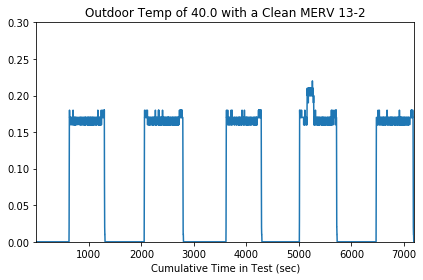 Outdoor Temp of 40.0 with a Clean MERV 13-2
0.30
0.25
0.20
0.15
0.10
0.05
0.00
1000 2000 3000 4000 5000 6000 7000
Cumulative Time in Test (sec)